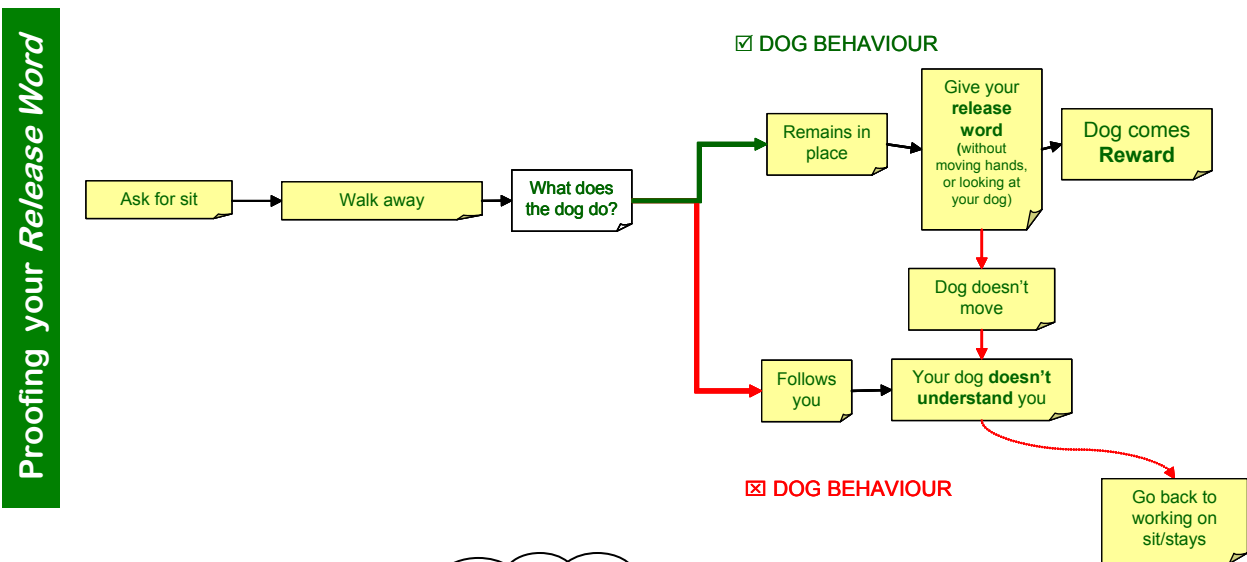 Proofing your Release Word
☑ DOG BEHAVIOUR
Ask for sit
Walk away
What does
the dog do?
Remains in
place
Give your
release
word
(without
moving hands,
or looking at
your dog)
Dog comes
Reward
Dog doesn't
move
Follows
you
Your dog doesn't
understand you
☒ DOG BEHAVIOUR
Go back to
working on
sit/stays